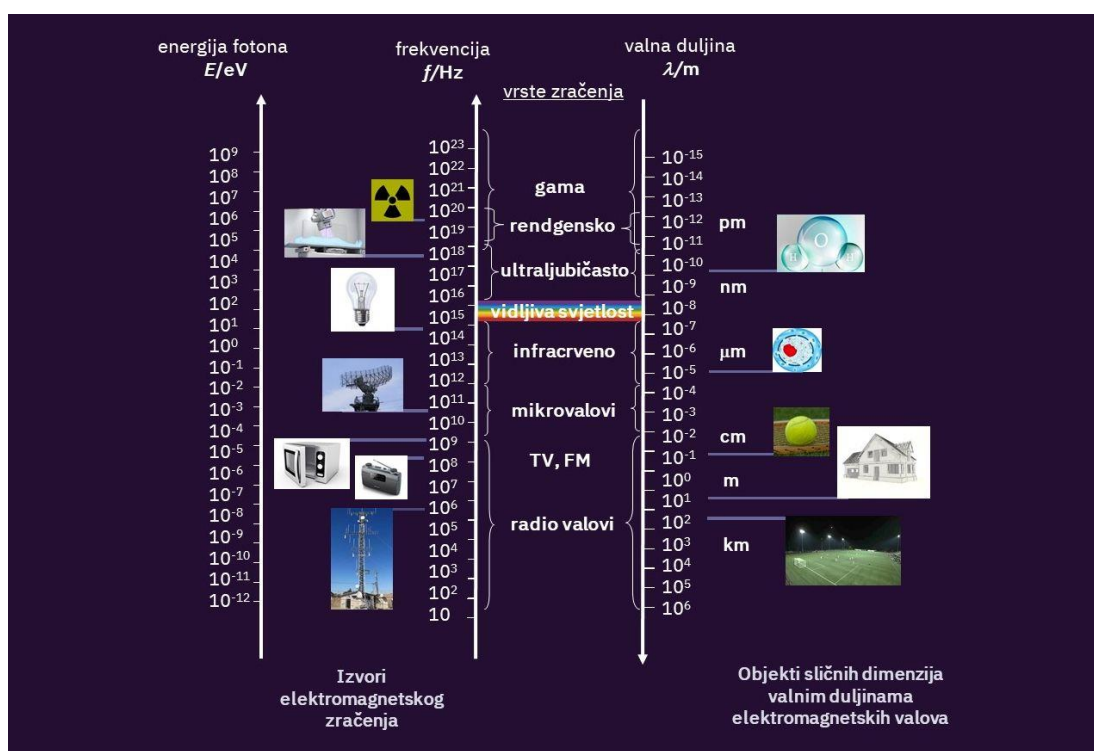 energija fotona
E/eV
frekvencija
f/Hz
valna duljina
λ/m
vrste zračenja
10⁹
10⁸
10⁷
10⁶
10⁵
10⁴
10³
10²
10¹
10⁰
10⁻¹
10⁻²
10⁻³
10⁻⁴
10⁻⁵
10⁻⁶
10⁻⁷
10⁻⁸
10⁻⁹
10⁻¹⁰
10⁻¹¹
10⁻¹²
10²³
10²²
10²¹
10²⁰
10¹⁹
10¹⁸
10¹⁷
10¹⁶
10¹⁵
10¹⁴
10¹³
10¹²
10¹¹
10¹⁰
10⁹
10⁸
10⁷
10⁶
10⁵
10⁴
10³
10²
10
gama
rendgensko
ultraljubičasto
vidljiva svjetlost
infracrveno
mikrovalovi
TV, FM
radio valovi
10⁻¹⁵
10⁻¹⁴
10⁻¹³
10⁻¹²
10⁻¹¹
10⁻¹⁰
10⁻⁹
10⁻⁸
10⁻⁷
10⁻⁶
10⁻⁵
10⁻⁴
10⁻³
10⁻²
10⁻¹
10⁰
10¹
10²
10³
10⁴
10⁵
10⁶
pm
nm
μm
cm
m
km
O
H H
Izvori
elektromagnetskog
zračenja
Objekti sličnih dimenzija
valnim duljinama
elektromagnetskih valova